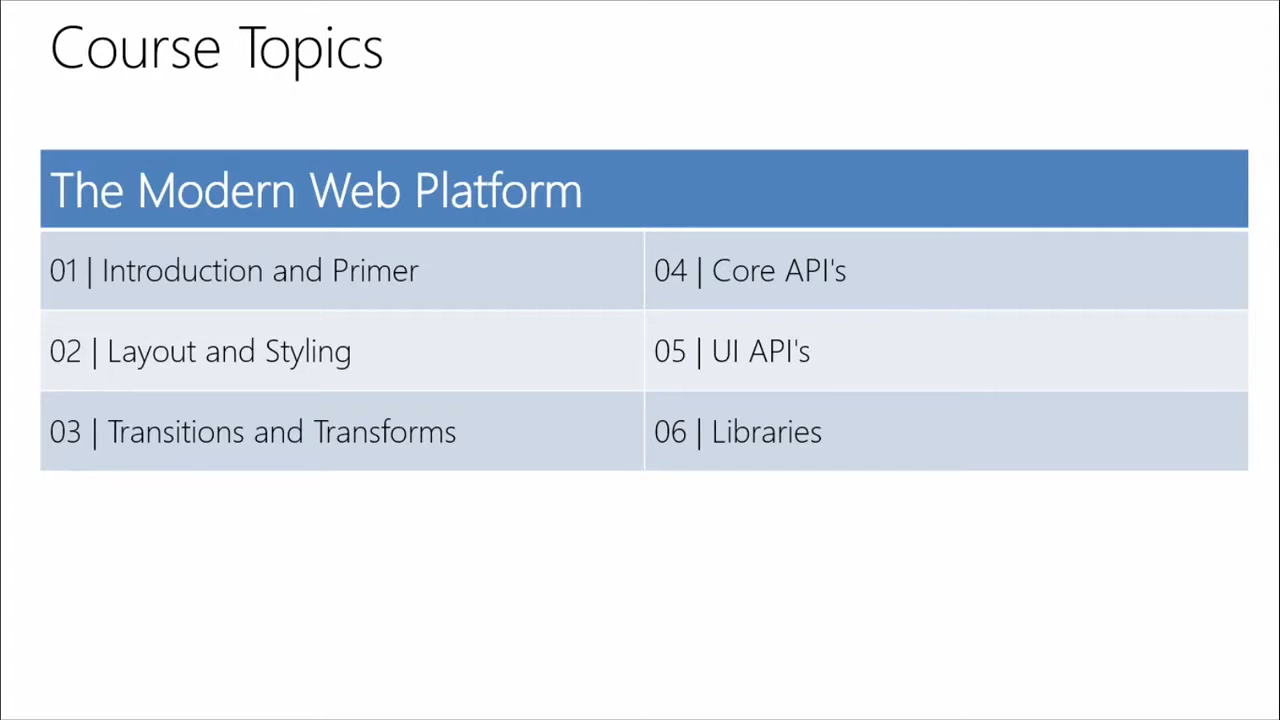 Course Topics
The Modern Web Platform
01 | Introduction and Primer
04 | Core API's
02 | Layout and Styling
05 | UI API's
03 | Transitions and Transforms
06 | Libraries